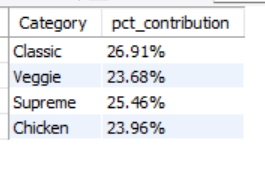 Category pct_contribution
Classic 26.91%
Veggie 23.68%
Supreme 25.46%
Chicken 23.96%